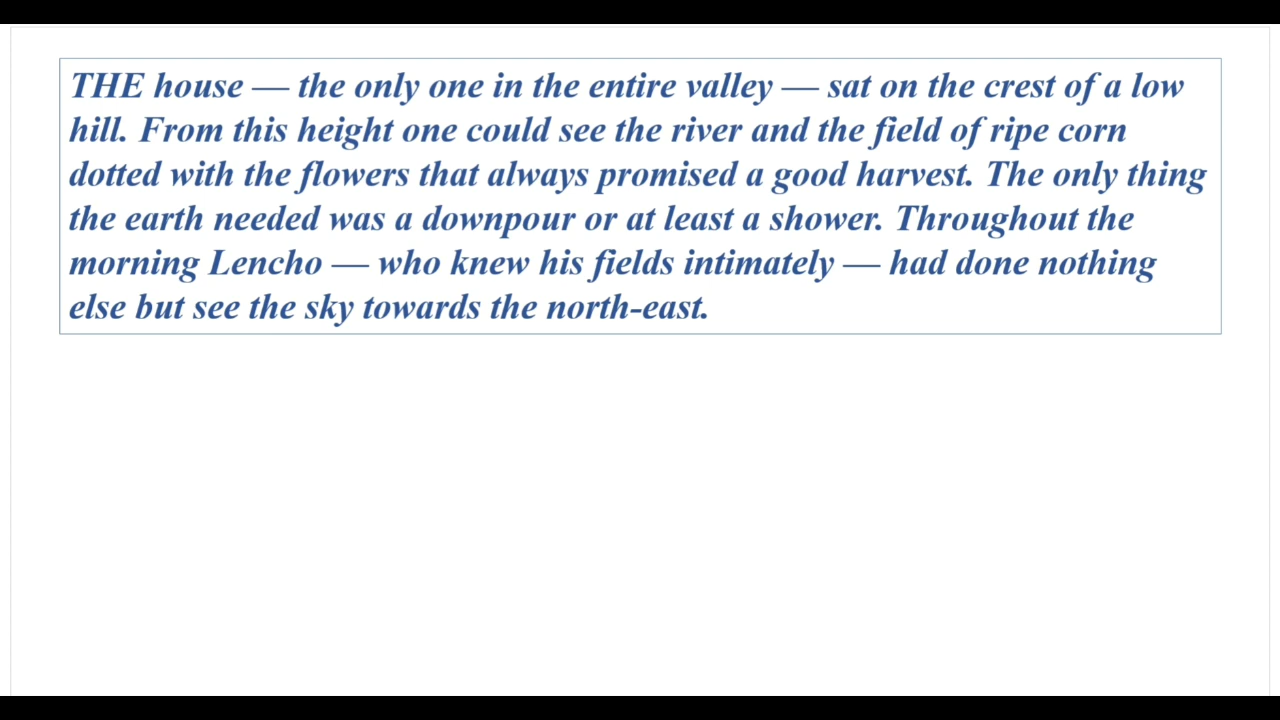 THE house — the only one in the entire valley — sat on the crest of a low
hill. From this height one could see the river and the field of ripe corn
dotted with the flowers that always promised a good harvest. The only thing
the earth needed was a downpour or at least a shower. Throughout the
morning Lencho — who knew his fields intimately — had done nothing
else but see the sky towards the north-east.